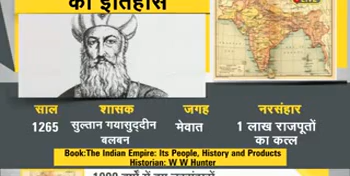 का इतिहास
साल शासक जगह नरसंहार
1265 सुल्तान गयासुद्दीन बलबन मेवात 1 लाख राजपूतों का कत्ल
Book:The Indian Empire: Its People, History and Products
Historian: W W Hunter